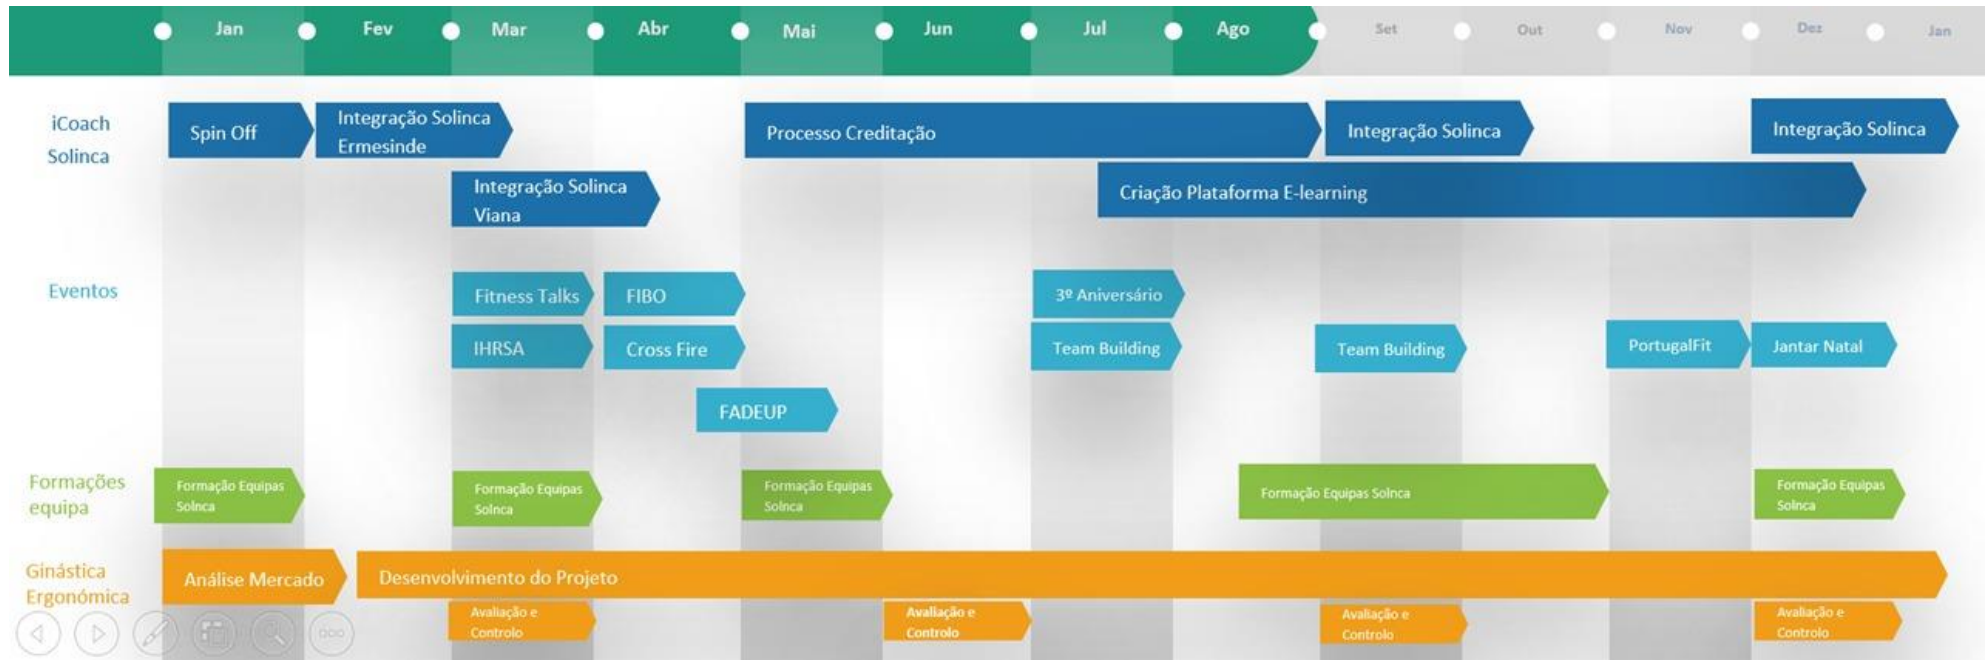 Jan Fev Mar Abr Mai Jun Jul Ago Set Out Nov Dez Jan
iCoach
Solinca
Spin Off
Integração Solinca
Ermesinde
Processo Creditação
Integração Solinca
Integração Solinca
Integração Solinca
Viana
Criação Plataforma E-learning
Eventos
Fitness Talks
FIBO
3º Aniversário
IHRSA
Cross Fire
Team Building
Team Building
PortugalFit
Jantar Natal
FADEUP
Formações
equipa
Formação Equipas
Solnca
Formação Equipas
Solnca
Formação Equipas
Solnca
Formação Equipas Solnca
Formação Equipas
Solnca
Ginástica
Ergonómica
Análise Mercado
Desenvolvimento do Projeto
Avaliação e
Controlo
Avaliação e
Controlo
Avaliação e
Controlo
Avaliação e
Controlo